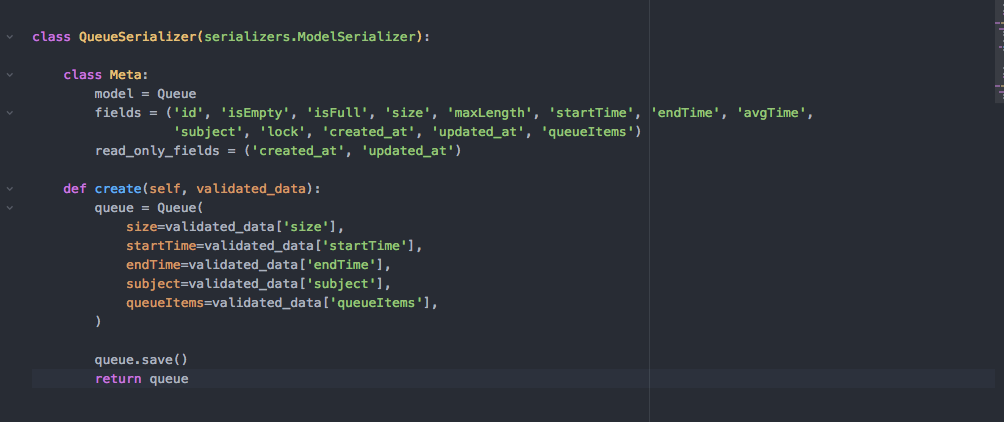 class QueueSerializer(serializers.ModelSerializer):
class Meta:
model = Queue
fields = ('id', 'isEmpty', 'isFull', 'size', 'maxLength', 'startTime', 'endTime', 'avgTime',
'subject', 'lock', 'created_at', 'updated_at', 'queueItems')
read_only_fields = ('created_at', 'updated_at')
def create(self, validated_data):
queue = Queue(
size=validated_data['size'],
startTime=validated_data['startTime'],
endTime=validated_data['endTime'],
subject=validated_data['subject'],
queueItems=validated_data['queueItems'],
)
queue.save()
return queue